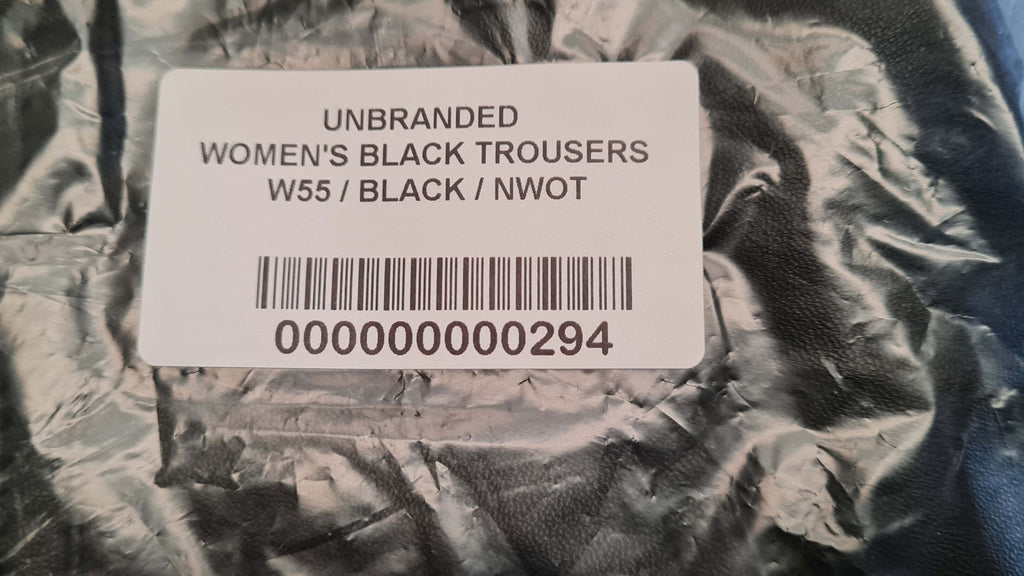 UNBRANDED
WOMEN'S BLACK TROUSERS
W55 / BLACK / NWOT
000000000294